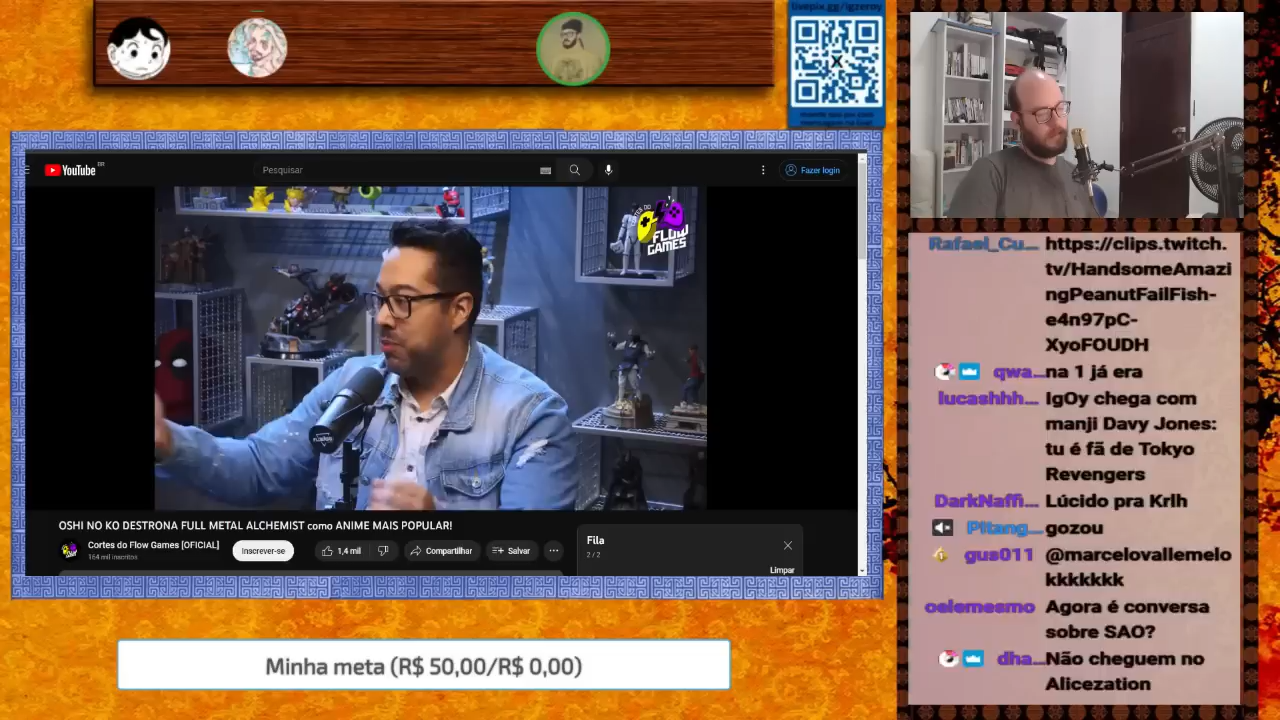 livepix.gg/igzeroy
X
YouTube BR
Pesquisar
Fazer login
FLOW
GAMES
OSHI NO KO DESTRONA FULL METAL ALCHEMIST como ANIME MAIS POPULAR!
Cortes do Flow Games [OFICIAL]
164 mil inscritos
Inscrever-se
1,4 mil
Compartilhar
Salvar
Fila
2/2
Limpar
Minha meta (R$ 50,00/R$ 0,00)
Rafael_Cu... https://clips.twitch.
tv/HandsomeAmazi
ngPeanutFailFish-
e4n97pC-
XyoFOUDH
qwa... na 1 já era
lucashhh... IgOy chega com
manji Davy Jones:
tu é fã de Tokyo
Revengers
DarkNaffi... Lúcido pra Krlh
Pitang... gozou
gus011 @marcelovallemelo
kkkkkkk
oelemesmo Agora é conversa
sobre SAO?
dha... Não cheguem no
Alicezation